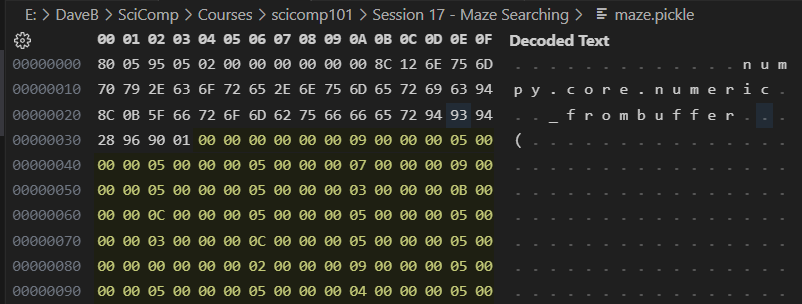 E: > DaveB > SciComp > Courses > scicomp101 > Session 17 - Maze Searching > maze.pickle
00 01 02 03 04 05 06 07 08 09 0A 0B 0C 0D 0E 0F Decoded Text
00000000 80 05 95 05 02 00 00 00 00 00 00 8C 12 6E 75 6D . . . . . . . . . . . . . n u m
00000010 70 79 2E 63 6F 72 65 2E 6E 75 6D 65 72 69 63 94 p y . c o r e . n u m e r i c .
00000020 8C 0B 5F 66 72 6F 6D 62 75 66 66 65 72 94 93 94 . . _ f r o m b u f f e r . . .
00000030 28 96 90 01 00 00 00 00 00 00 09 00 00 00 05 00 ( . . . . . . . . . . . . . . .
00000040 00 00 05 00 00 00 05 00 00 00 07 00 00 00 09 00 . . . . . . . . . . . . . . . .
00000050 00 00 05 00 00 00 05 00 00 00 03 00 00 00 0B 00 . . . . . . . . . . . . . . . .
00000060 00 00 0C 00 00 00 05 00 00 00 05 00 00 00 05 00 . . . . . . . . . . . . . . . .
00000070 00 00 03 00 00 00 0C 00 00 00 05 00 00 00 05 00 . . . . . . . . . . . . . . . .
00000080 00 00 00 00 00 00 02 00 00 00 09 00 00 00 05 00 . . . . . . . . . . . . . . . .
00000090 00 00 05 00 00 00 05 00 00 00 04 00 00 00 05 00 . . . . . . . . . . . . . . . .